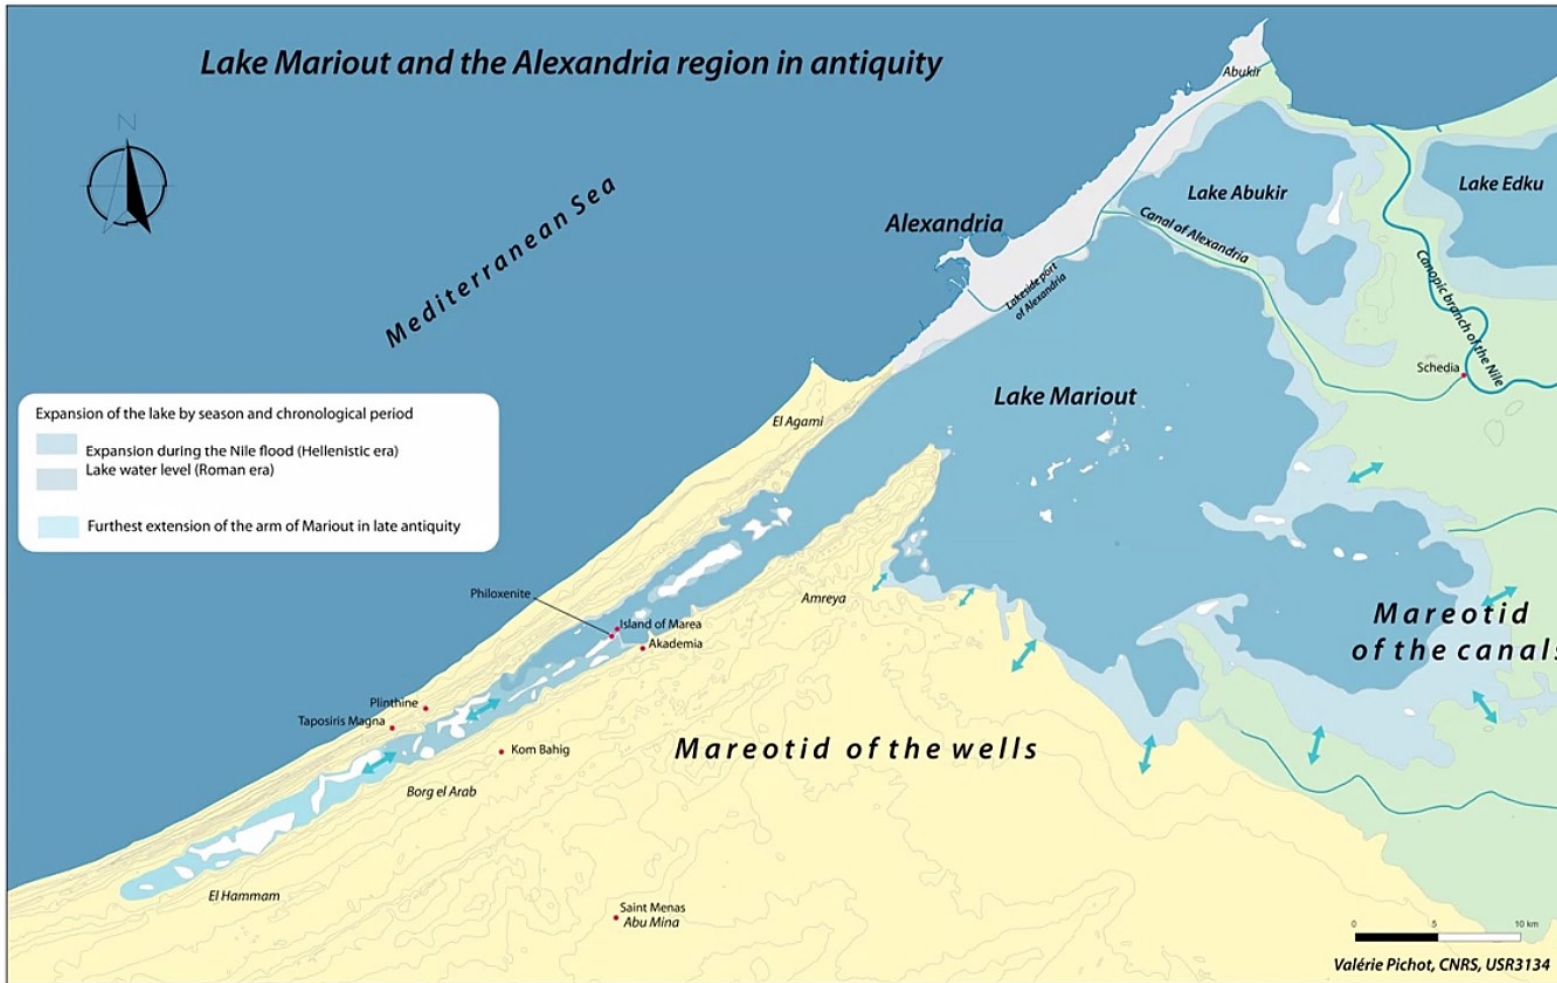 Lake Mariout and the Alexandria region in antiquity
N
Mediterranean Sea
Abukir
Lake Abukir
Lake Edku
Alexandria
Canal of Alexandria
Canopic branch of the Nile
Lakeside port
of Alexandria
Schedia
Lake Mariout
El Agami
Expansion of the lake by season and chronological period
Expansion during the Nile flood (Hellenistic era)
Lake water level (Roman era)
Furthest extension of the arm of Mariout in late antiquity
Philoxenite
Island of Marea
Akademia
Amreya
Mareotid
of the canals
Plinthine
Taposiris Magna
Kom Bahig
Mareotid of the wells
Borg el Arab
El Hammam
Saint Menas
Abu Mina
0 5 10 km
Valérie Pichot, CNRS, USR3134